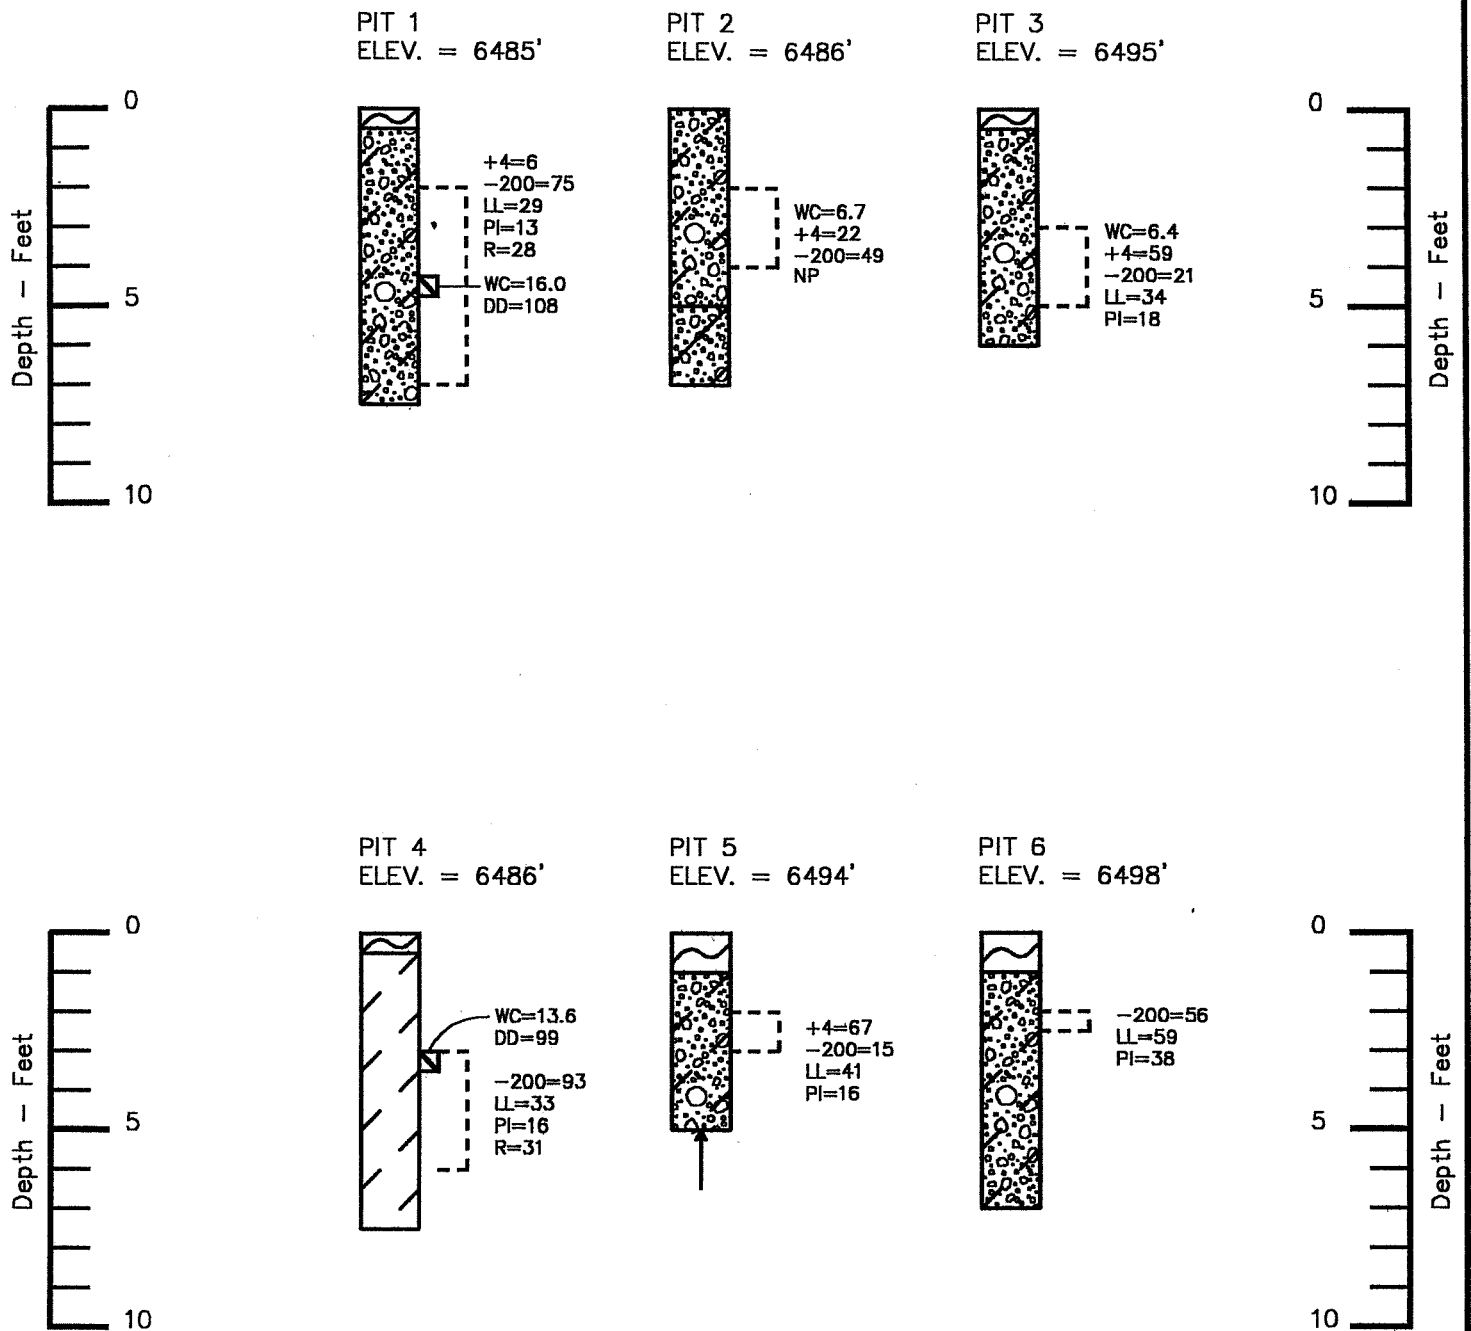 PIT 1
ELEV. = 6485'
PIT 2
ELEV. = 6486'
PIT 3
ELEV. = 6495'
0
5
10
Depth – Feet
+4=6
-200=75
LL=29
PI=13
R=28
WC=16.0
DD=108
WC=6.7
+4=22
-200=49
NP
WC=6.4
+4=59
-200=21
LL=34
PI=18
0
5
10
Depth – Feet
PIT 4
ELEV. = 6486'
PIT 5
ELEV. = 6494'
PIT 6
ELEV. = 6498'
0
5
10
Depth – Feet
WC=13.6
DD=99
-200=93
LL=33
PI=16
R=31
+4=67
-200=15
LL=41
PI=16
-200=56
LL=59
PI=38
0
5
10
Depth – Feet